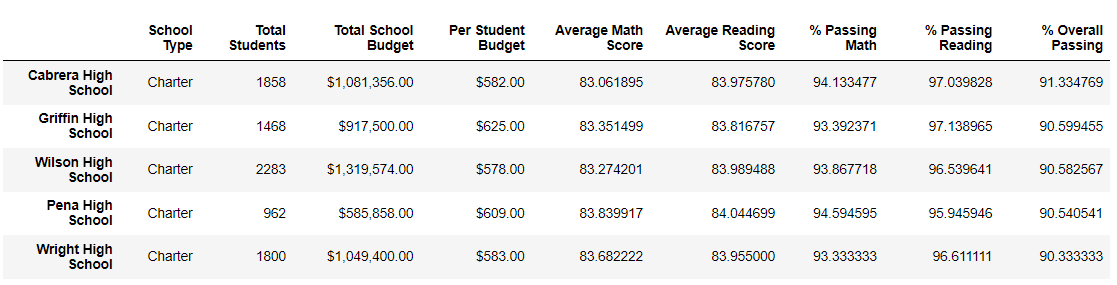 School Type Total Students Total School Budget Per Student Budget Average Math Score Average Reading Score % Passing Math % Passing Reading % Overall Passing
Cabrera High School Charter 1858 $1,081,356.00 $582.00 83.061895 83.975780 94.133477 97.039828 91.334769
Griffin High School Charter 1468 $917,500.00 $625.00 83.351499 83.816757 93.392371 97.138965 90.599455
Wilson High School Charter 2283 $1,319,574.00 $578.00 83.274201 83.989488 93.867718 96.539641 90.582567
Pena High School Charter 962 $585,858.00 $609.00 83.839917 84.044699 94.594595 95.945946 90.540541
Wright High School Charter 1800 $1,049,400.00 $583.00 83.682222 83.955000 93.333333 96.611111 90.333333